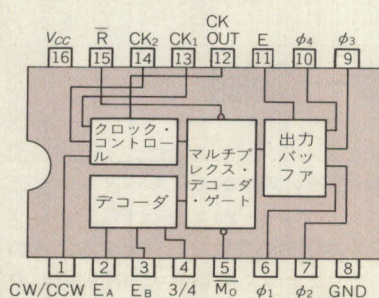 VCC R CK2 CK1 CK OUT E φ4 φ3
16 15 14 13 12 11 10 9
クロック・
コントロー
ル
マルチプ
レクス・
デコーダ
・ゲート
出力
バッ
ファ
デコーダ
1 2 3 4 5 6 7 8
CW/CCW EA EB 3/4 M0 φ1 φ2 GND